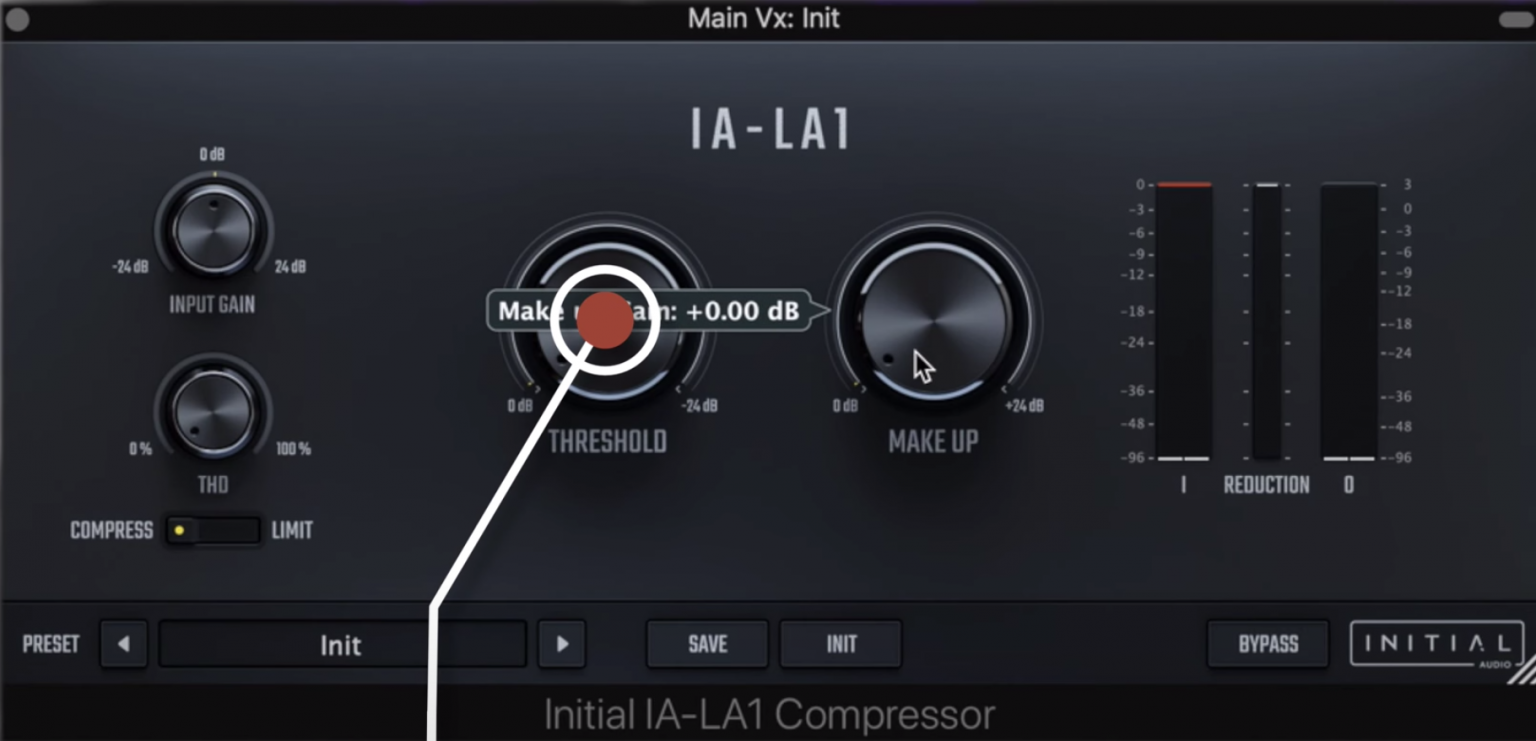 Main Vx: Init
IA-LA1
0 dB
-24 dB
24 dB
INPUT GAIN
0 %
100 %
THD
COMPRESS
LIMIT
Make ain: +0.00 dB
0 dB
-24 dB
THRESHOLD
0 dB
+24 dB
MAKE UP
0
-3
-6
-9
-12
-18
-24
-36
-48
-96
3
0
-3
-6
-9
-12
-18
-24
-36
-48
-96
I
REDUCTION
O
PRESET
Init
SAVE
INIT
BYPASS
INITIAL
AUDIO
Initial IA-LA1 Compressor